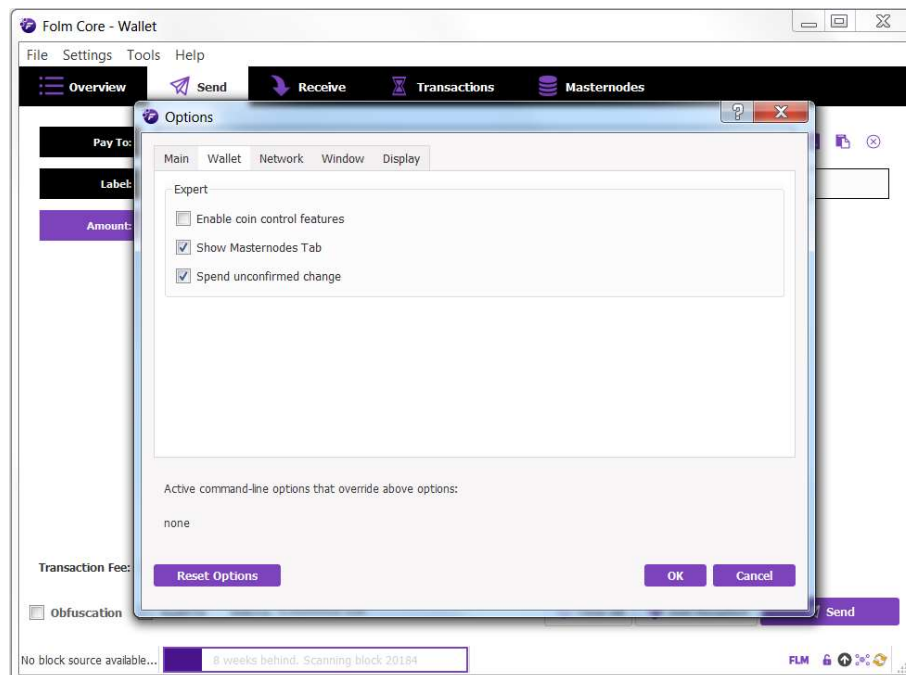 Folm Core - Wallet
File Settings Tools Help
Overview Send Receive Transactions Masternodes
Options
Pay To:
Main Wallet Network Window Display
Label:
Expert
Enable coin control features
Amount:
Show Masternodes Tab
Spend unconfirmed change
Active command-line options that override above options:
none
Transaction Fee:
Reset Options OK Cancel
Obfuscation Send
No block source available... 8 weeks behind. Scanning block 20184 FLM